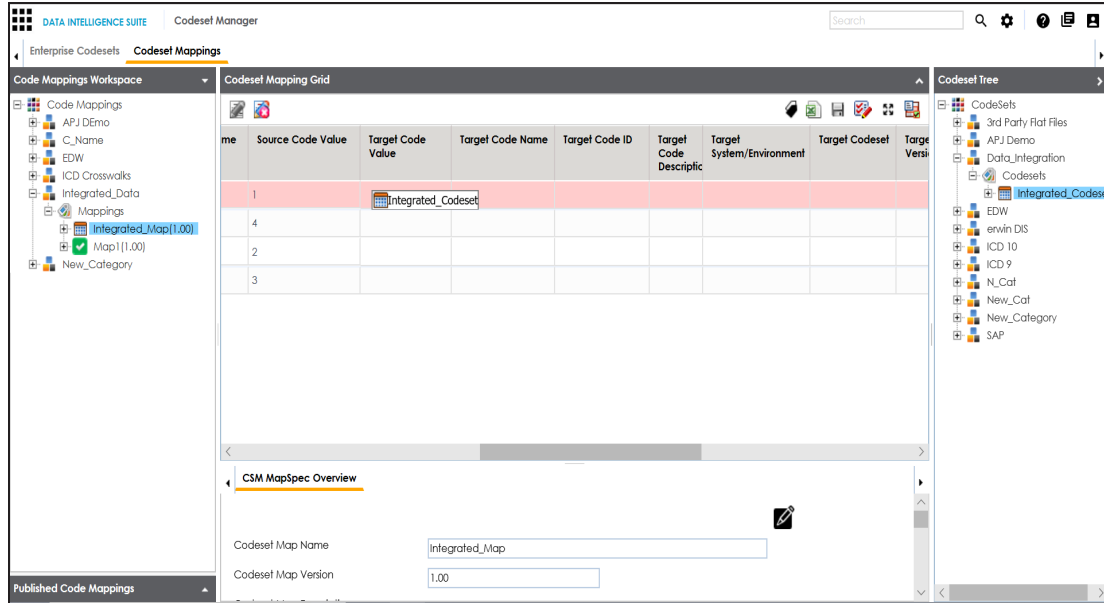 DATA INTELLIGENCE SUITE
Codeset Manager
Search
Enterprise Codesets
Codeset Mappings
Code Mappings Workspace
Code Mappings
APJ DEmo
C_Name
EDW
ICD Crosswalks
Integrated_Data
Mappings
Integrated_Map(1.00)
Map1(1.00)
New_Category
Published Code Mappings
Codeset Mapping Grid
me
Source Code Value
Target Code
Value
Target Code Name
Target Code ID
Target
Code
Descriptic
Target
System/Environment
Target Codeset
Targe
Versi
1
Integrated_Codeset
4
2
3
CSM MapSpec Overview
Codeset Map Name
Integrated_Map
Codeset Map Version
1.00
Codeset Tree
CodeSets
3rd Party Flat Files
APJ Demo
Data_Integration
Codesets
Integrated_Codese
EDW
erwin DIS
ICD 10
ICD 9
N_Cat
New_Cat
New_Category
SAP